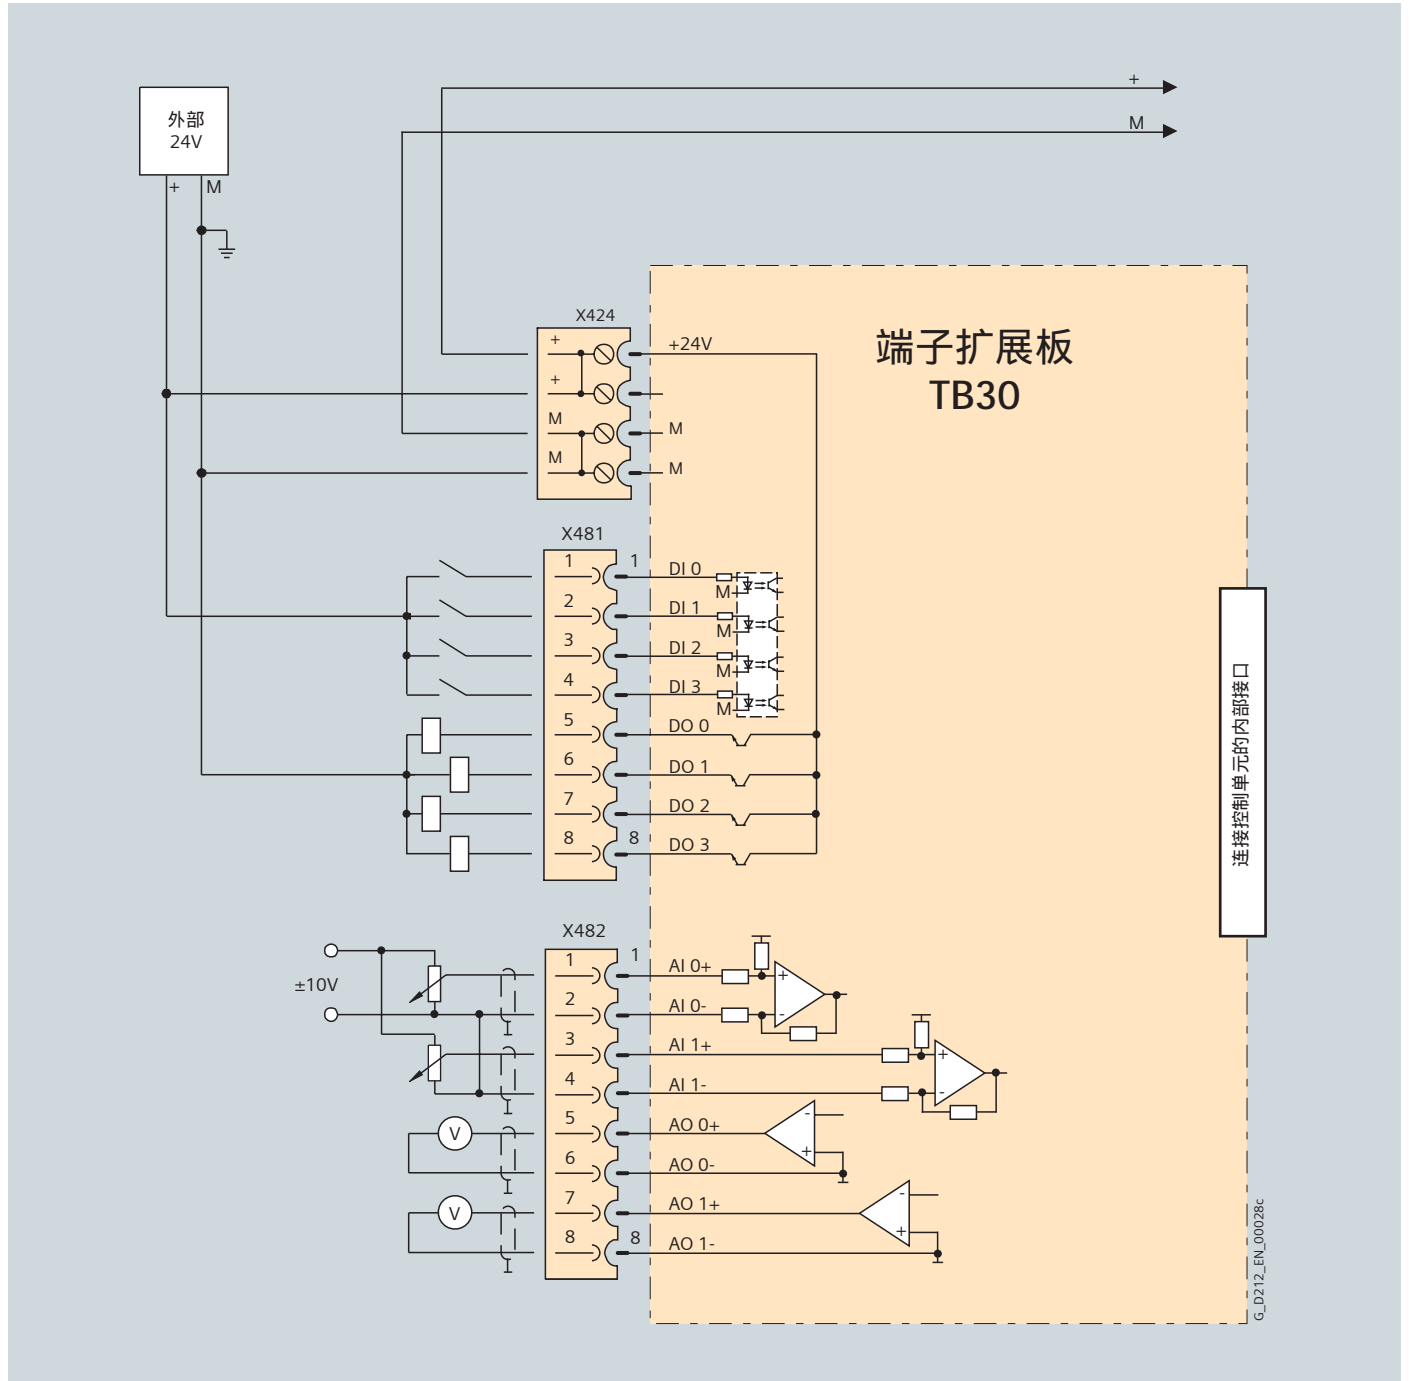 +
M
外部
24V
+ M
X424
+
+
M
M
+24V
M
M
端子扩展板
TB30
X481
1 1 DI 0
M
2 DI 1
M
3 DI 2
M
4 DI 3
M
5 DO 0
6 DO 1
7 DO 2
8 8 DO 3
连接控制单元的内部接口
X482
±10V
1 1 AI 0+
+
2 AI 0-
-
3 AI 1+
+
4 AI 1-
-
V
5 AO 0+
-
+
6 AO 0-
V
7 AO 1+
-
+
8 8 AO 1-
G_D212_EN_00028c